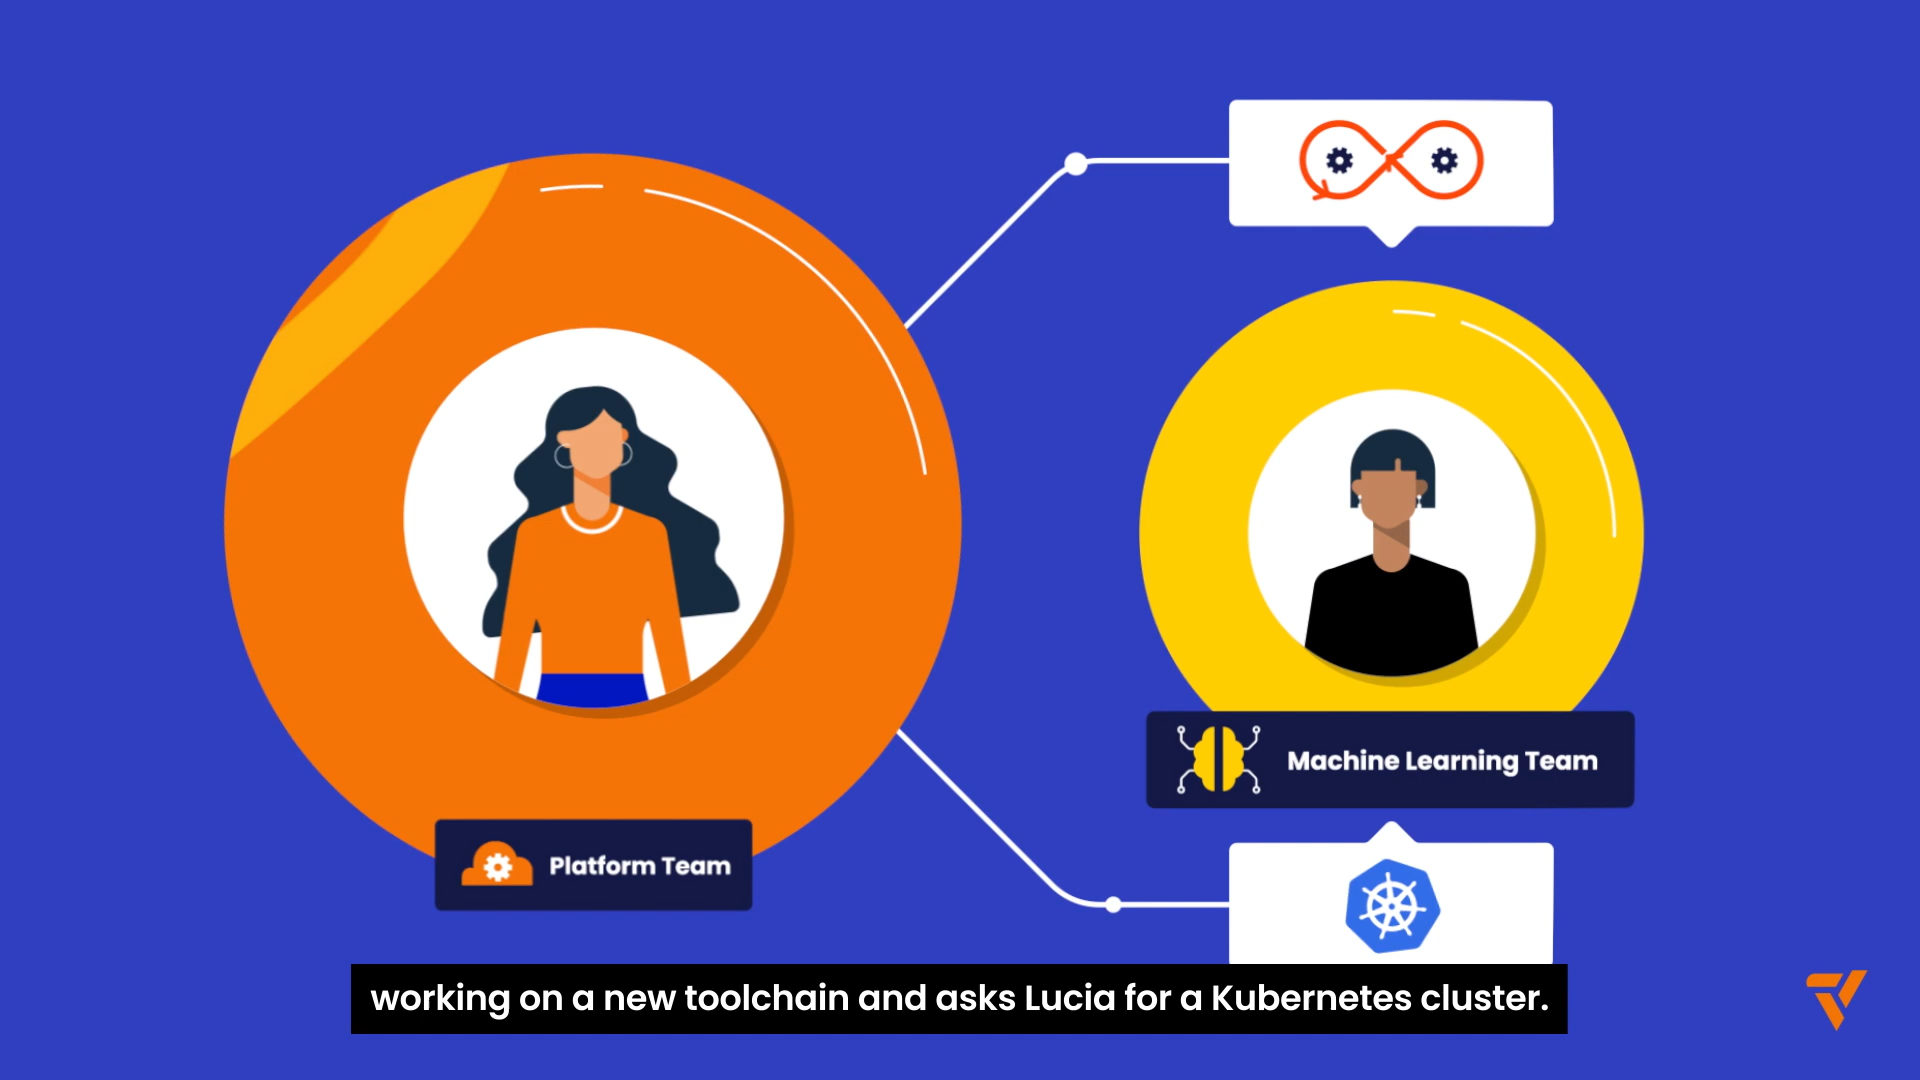 Machine Learning Team
Platform Team
working on a new toolchain and asks Lucia for a Kubernetes cluster.